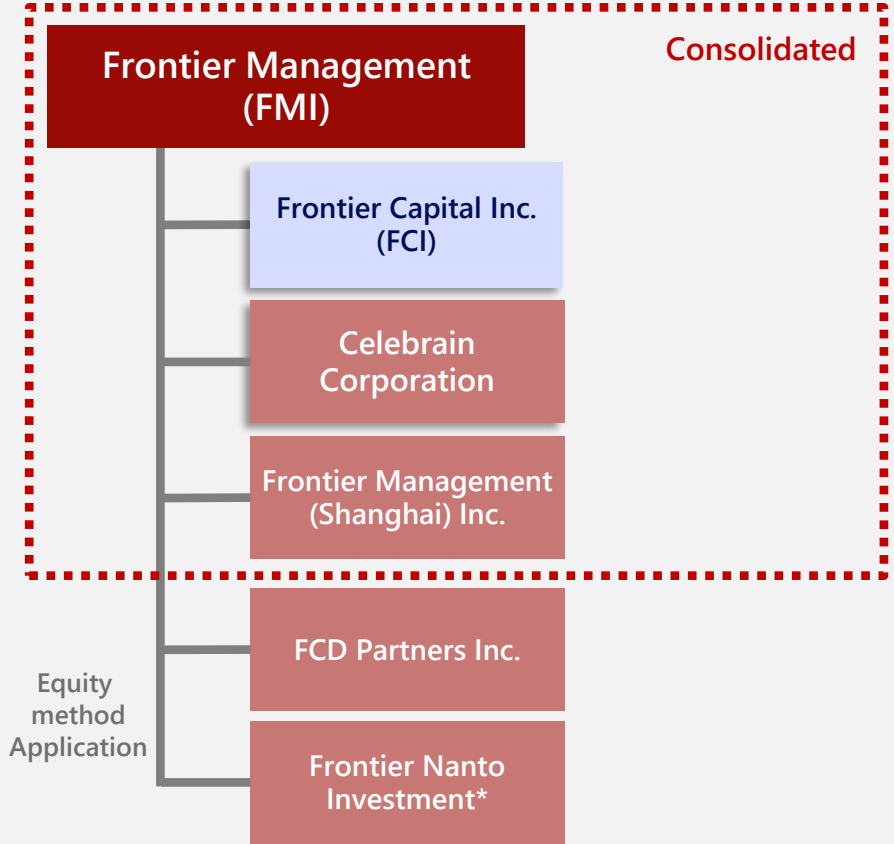 Consolidated
Frontier Management
(FMI)
Frontier Capital Inc.
(FCI)
Celebrain
Corporation
Frontier Management
(Shanghai) Inc.
FCD Partners Inc.
Equity
method
Application
Frontier Nanto
Investment*